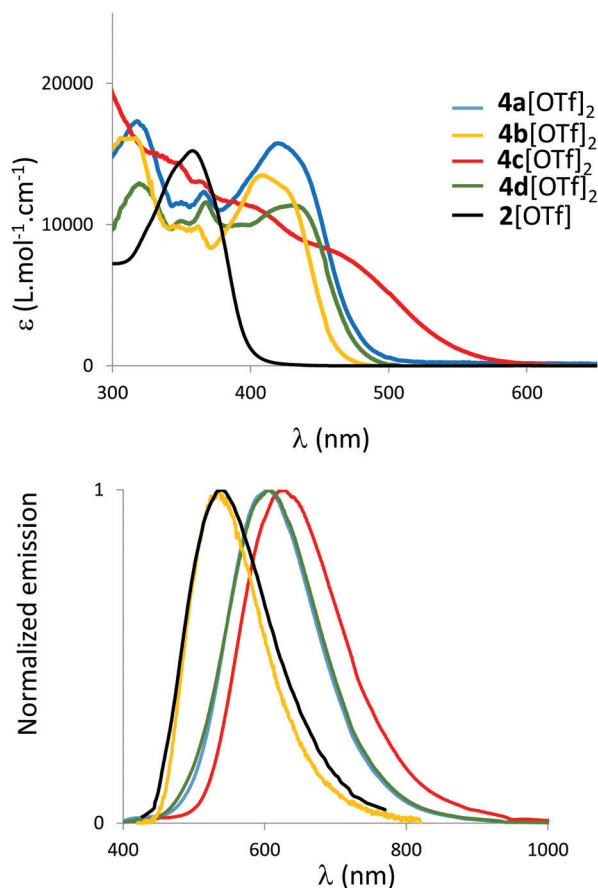 20000
10000
0
ε (L.mol⁻¹.cm⁻¹)
4a[OTf]₂
4b[OTf]₂
4c[OTf]₂
4d[OTf]₂
2[OTf]
300 400 500 600
λ (nm)
1
0
Normalized emission
400 600 800 1000
λ (nm)